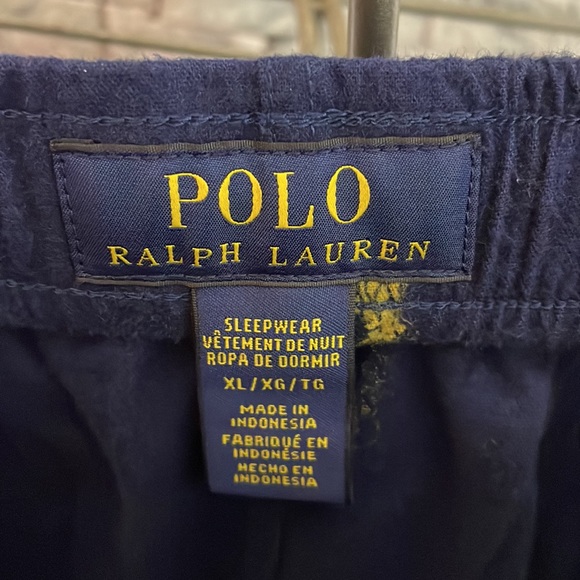 POLO
RALPH LAUREN
SLEEPWEAR
VÊTEMENT DE NUIT
ROPA DE DORMIR
XL/XG/TG
MADE IN
INDONESIA
FABRIQUÉ EN
INDONÉSIE
HECHO EN
INDONESIA